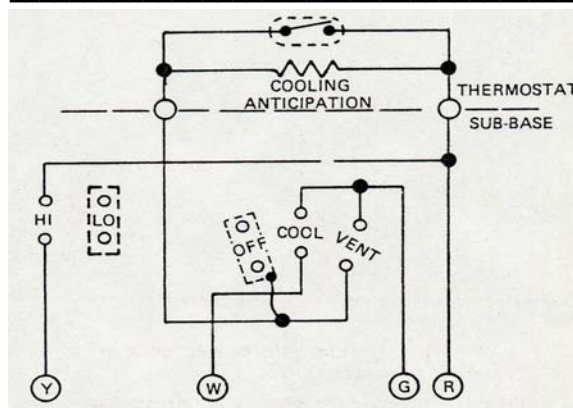 COOLING
ANTICIPATION
THERMOSTAT
SUB-BASE
HI
LO
OFF
COOL
VENT
Y
W
G
R